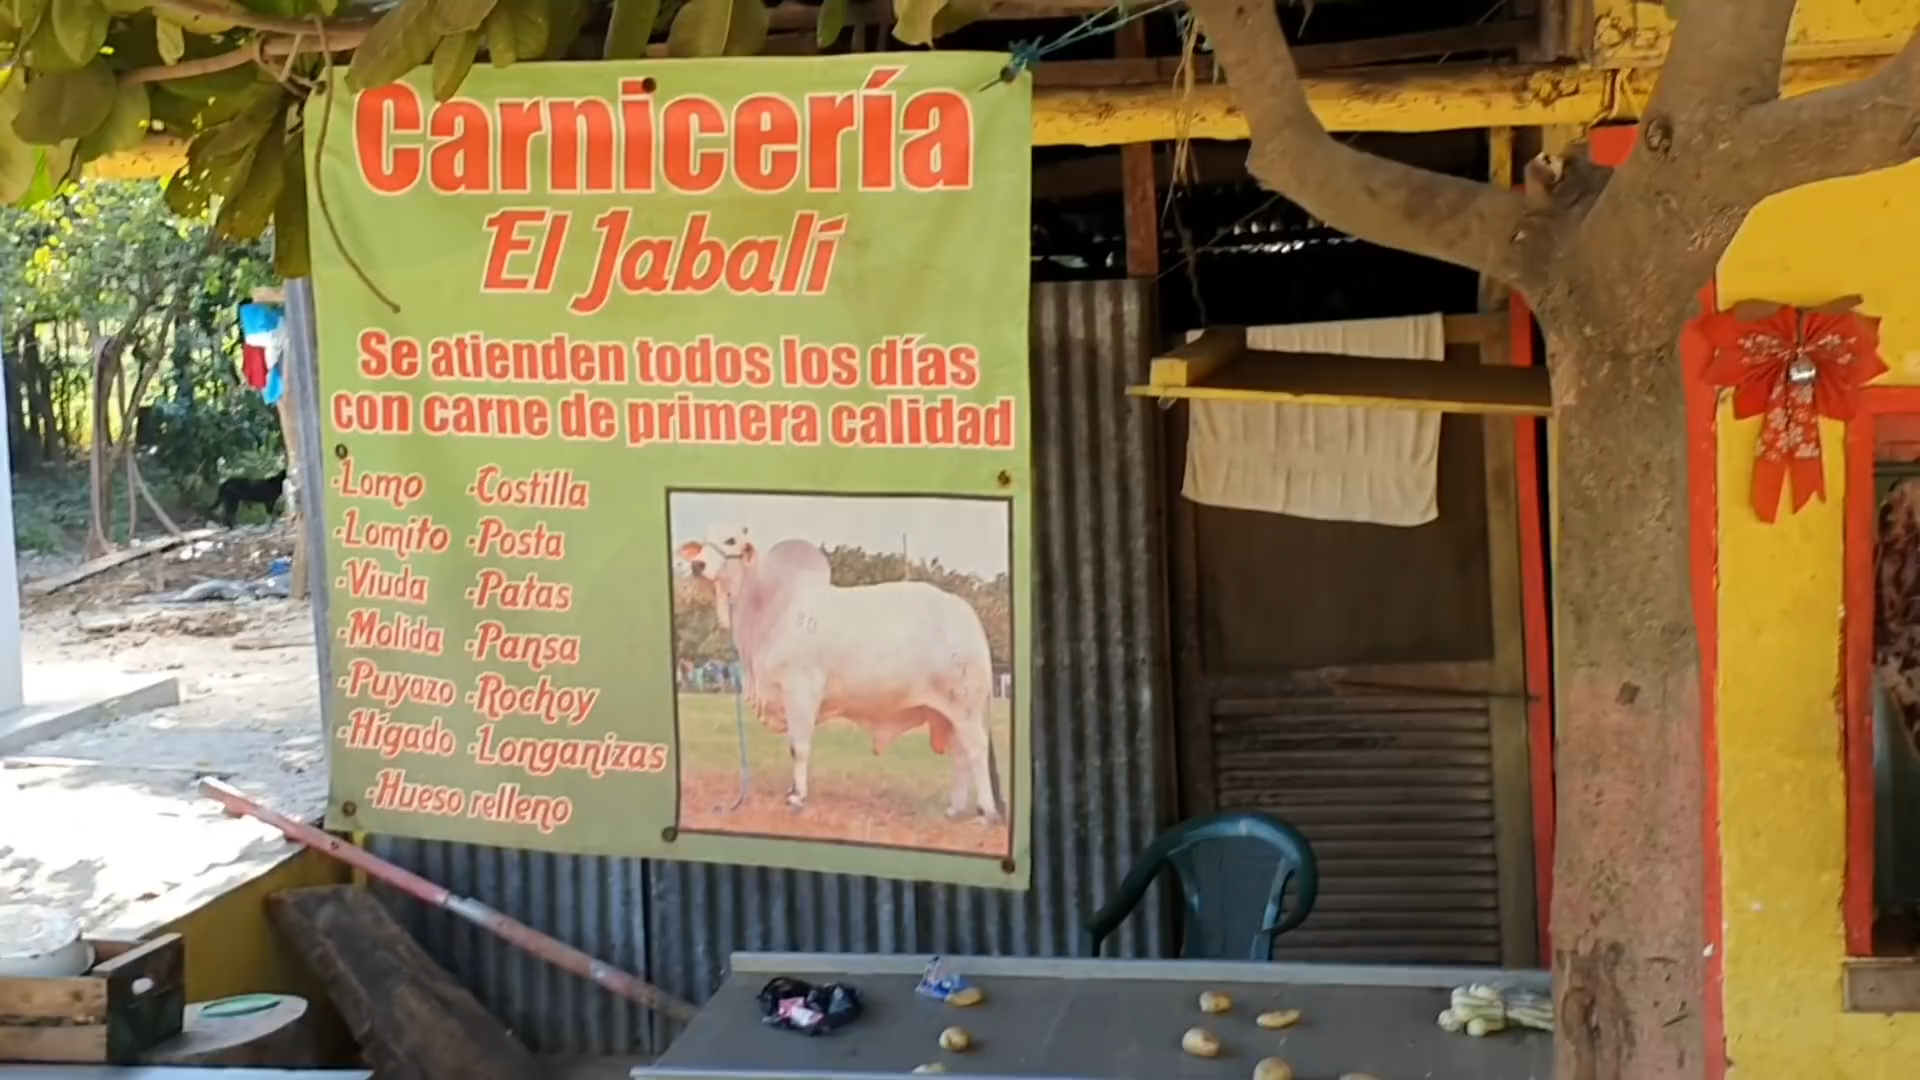 Carnicería
El Jabalí
Se atienden todos los días
con carne de primera calidad
-Lomo
-Lomito
-Viuda
-Molida
-Puyazo
-Hígado
-Costilla
-Posta
-Patas
-Pansa
-Rochoy
-Longanizas
-Hueso relleno